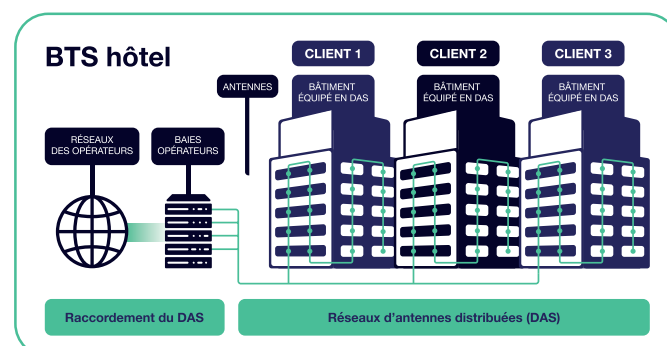 BTS hôtel
CLIENT 1
CLIENT 2
CLIENT 3
ANTENNES
BÂTIMENT
ÉQUIPÉ EN DAS
BÂTIMENT
ÉQUIPÉ EN DAS
BÂTIMENT
ÉQUIPÉ EN DAS
RÉSEAUX
DES OPÉRATEURS
BAIES
OPÉRATEURS
Raccordement du DAS
Réseaux d'antennes distribuées (DAS)